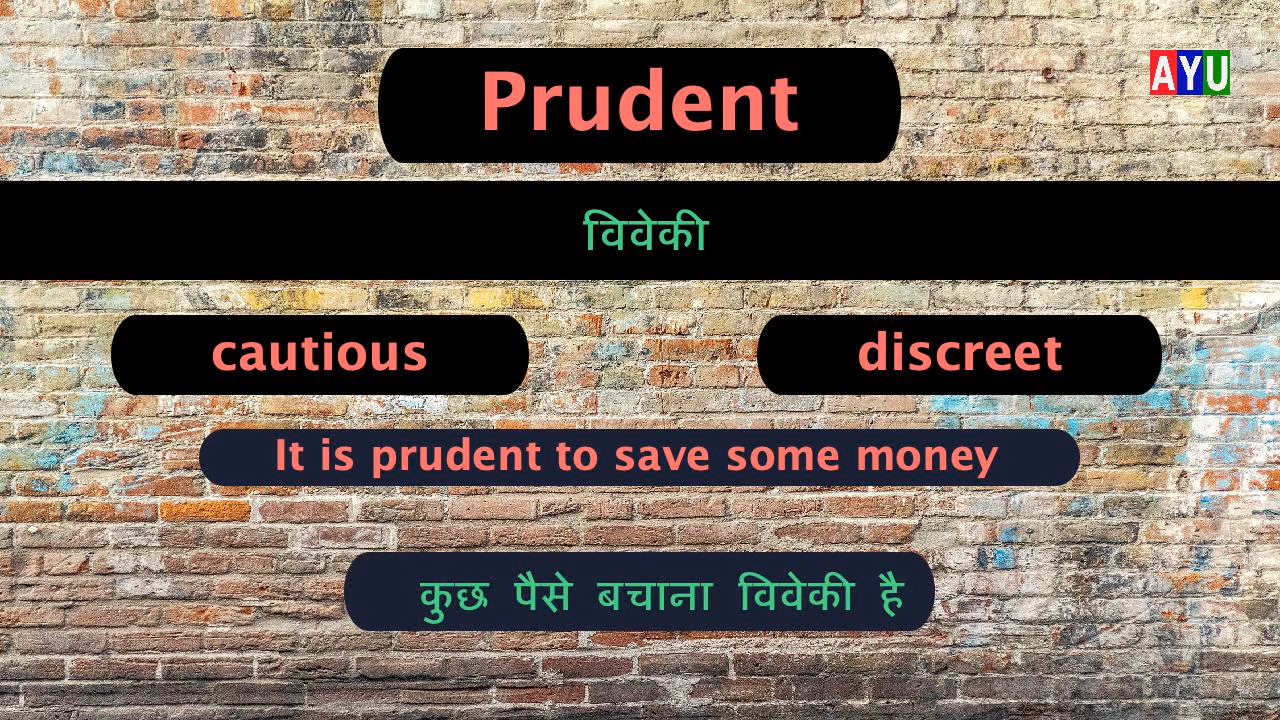 Prudent
AYU
विवेकी
cautious
discreet
It is prudent to save some money
कुछ पैसे बचाना विवेकी है